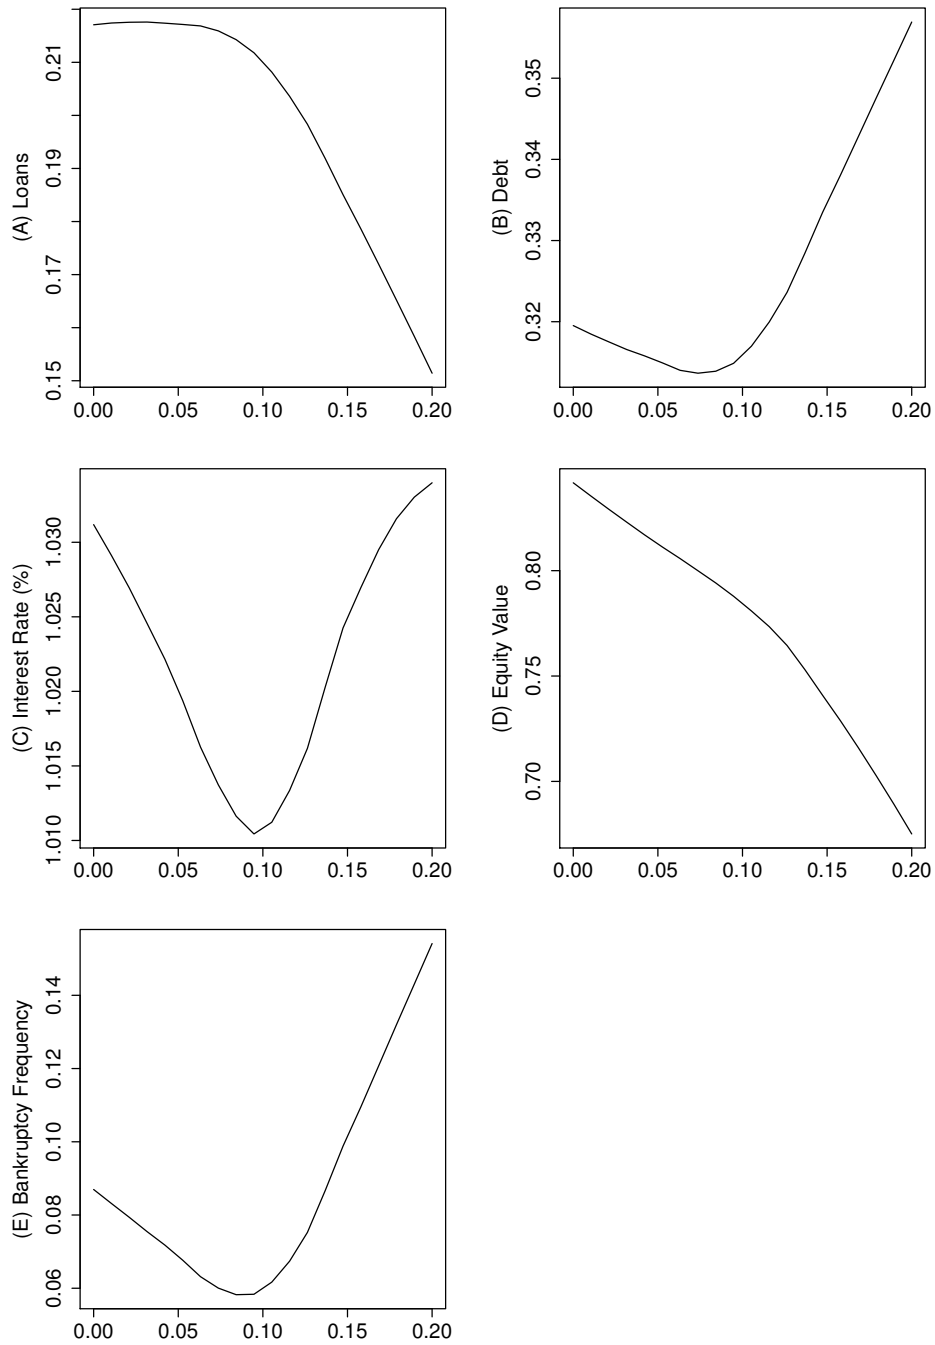 (A) Loans
0.21
0.19
0.17
0.15
0.00 0.05 0.10 0.15 0.20
(B) Debt
0.35
0.34
0.33
0.32
0.00 0.05 0.10 0.15 0.20
(C) Interest Rate (%)
1.030
1.025
1.020
1.015
1.010
0.00 0.05 0.10 0.15 0.20
(D) Equity Value
0.80
0.75
0.70
0.00 0.05 0.10 0.15 0.20
(E) Bankruptcy Frequency
0.14
0.12
0.10
0.08
0.06
0.00 0.05 0.10 0.15 0.20